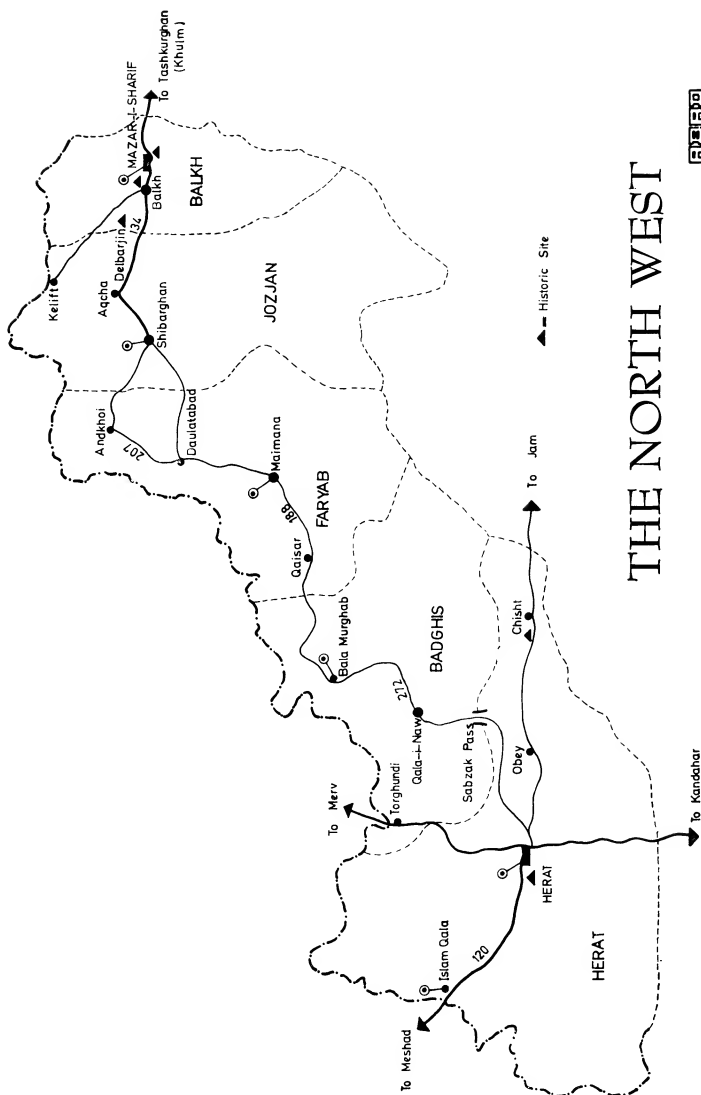 THE NORTH WEST
▲ – Historic Site
To Tashkurghan
(Khulm)
MAZAR-I-SHARIF
Balkh
BALKH
134
Delbarjin
Kelift
Aqcha
Shibarghan
JOZJAN
Andkhoi
207
Daulatabad
Maimana
188
FARYAB
Qaisar
Bala Murghab
BADGHIS
272
Qala-i-Naw
Sabzak Pass
To Jam
Chisht
Obey
Torghundi
To Merv
To Kandahar
HERAT
120
Islam Qala
HERAT
To Meshad